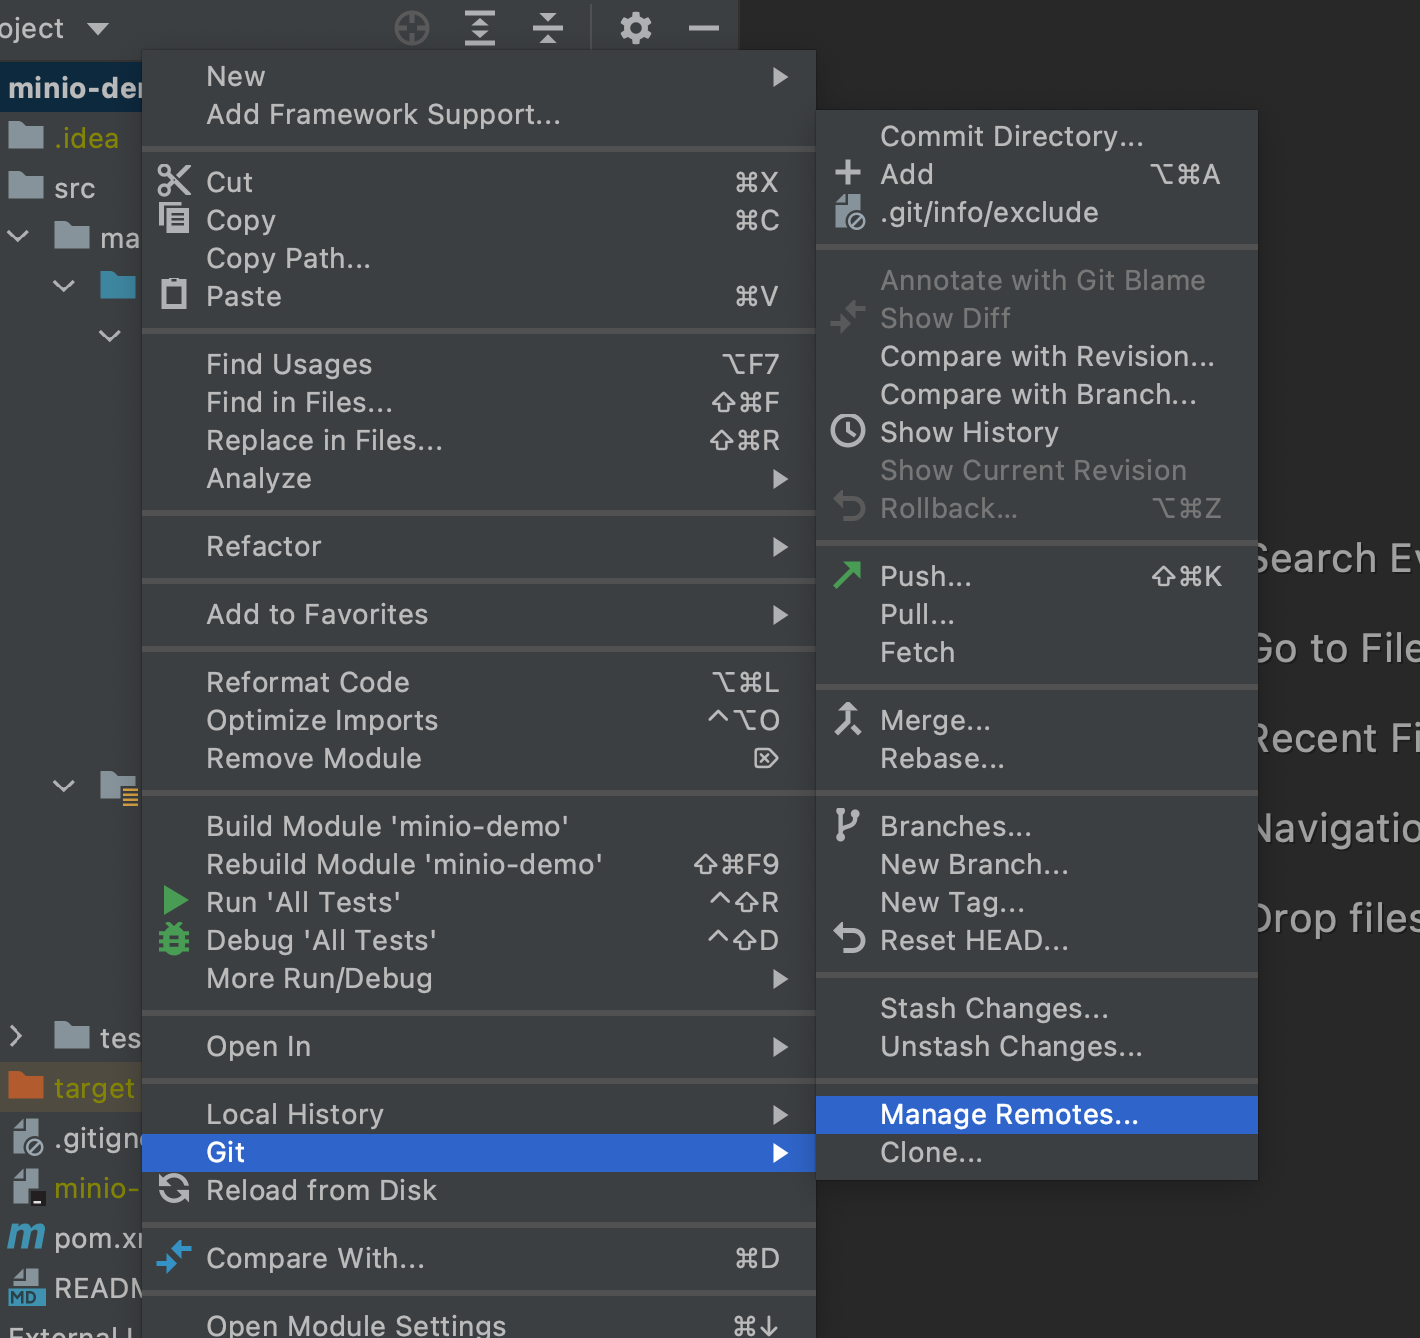 oject
minio-de
.idea
src
ma
tes
target
.gitign
minio-
pom.x
READM
MD
New
Add Framework Support...
Cut ⌘X
Copy ⌘C
Copy Path...
Paste ⌘V
Find Usages ⌥F7
Find in Files... ⇧⌘F
Replace in Files... ⇧⌘R
Analyze
Refactor
Add to Favorites
Reformat Code ⌥⌘L
Optimize Imports ^⌥O
Remove Module ⌦
Build Module 'minio-demo'
Rebuild Module 'minio-demo' ⇧⌘F9
Run 'All Tests' ^⇧R
Debug 'All Tests' ^⇧D
More Run/Debug
Open In
Local History
Git
Reload from Disk
Compare With... ⌘D
Open Module Settings ⌘↓
Commit Directory...
Add ⌥⌘A
.git/info/exclude
Annotate with Git Blame
Show Diff
Compare with Revision...
Compare with Branch...
Show History
Show Current Revision
Rollback... ⌥⌘Z
Push... ⇧⌘K
Pull...
Fetch
Merge...
Rebase...
Branches...
New Branch...
New Tag...
Reset HEAD...
Stash Changes...
Unstash Changes...
Manage Remotes...
Clone...
Search Ev
Go to File
Recent Fi
Navigatio
Drop files